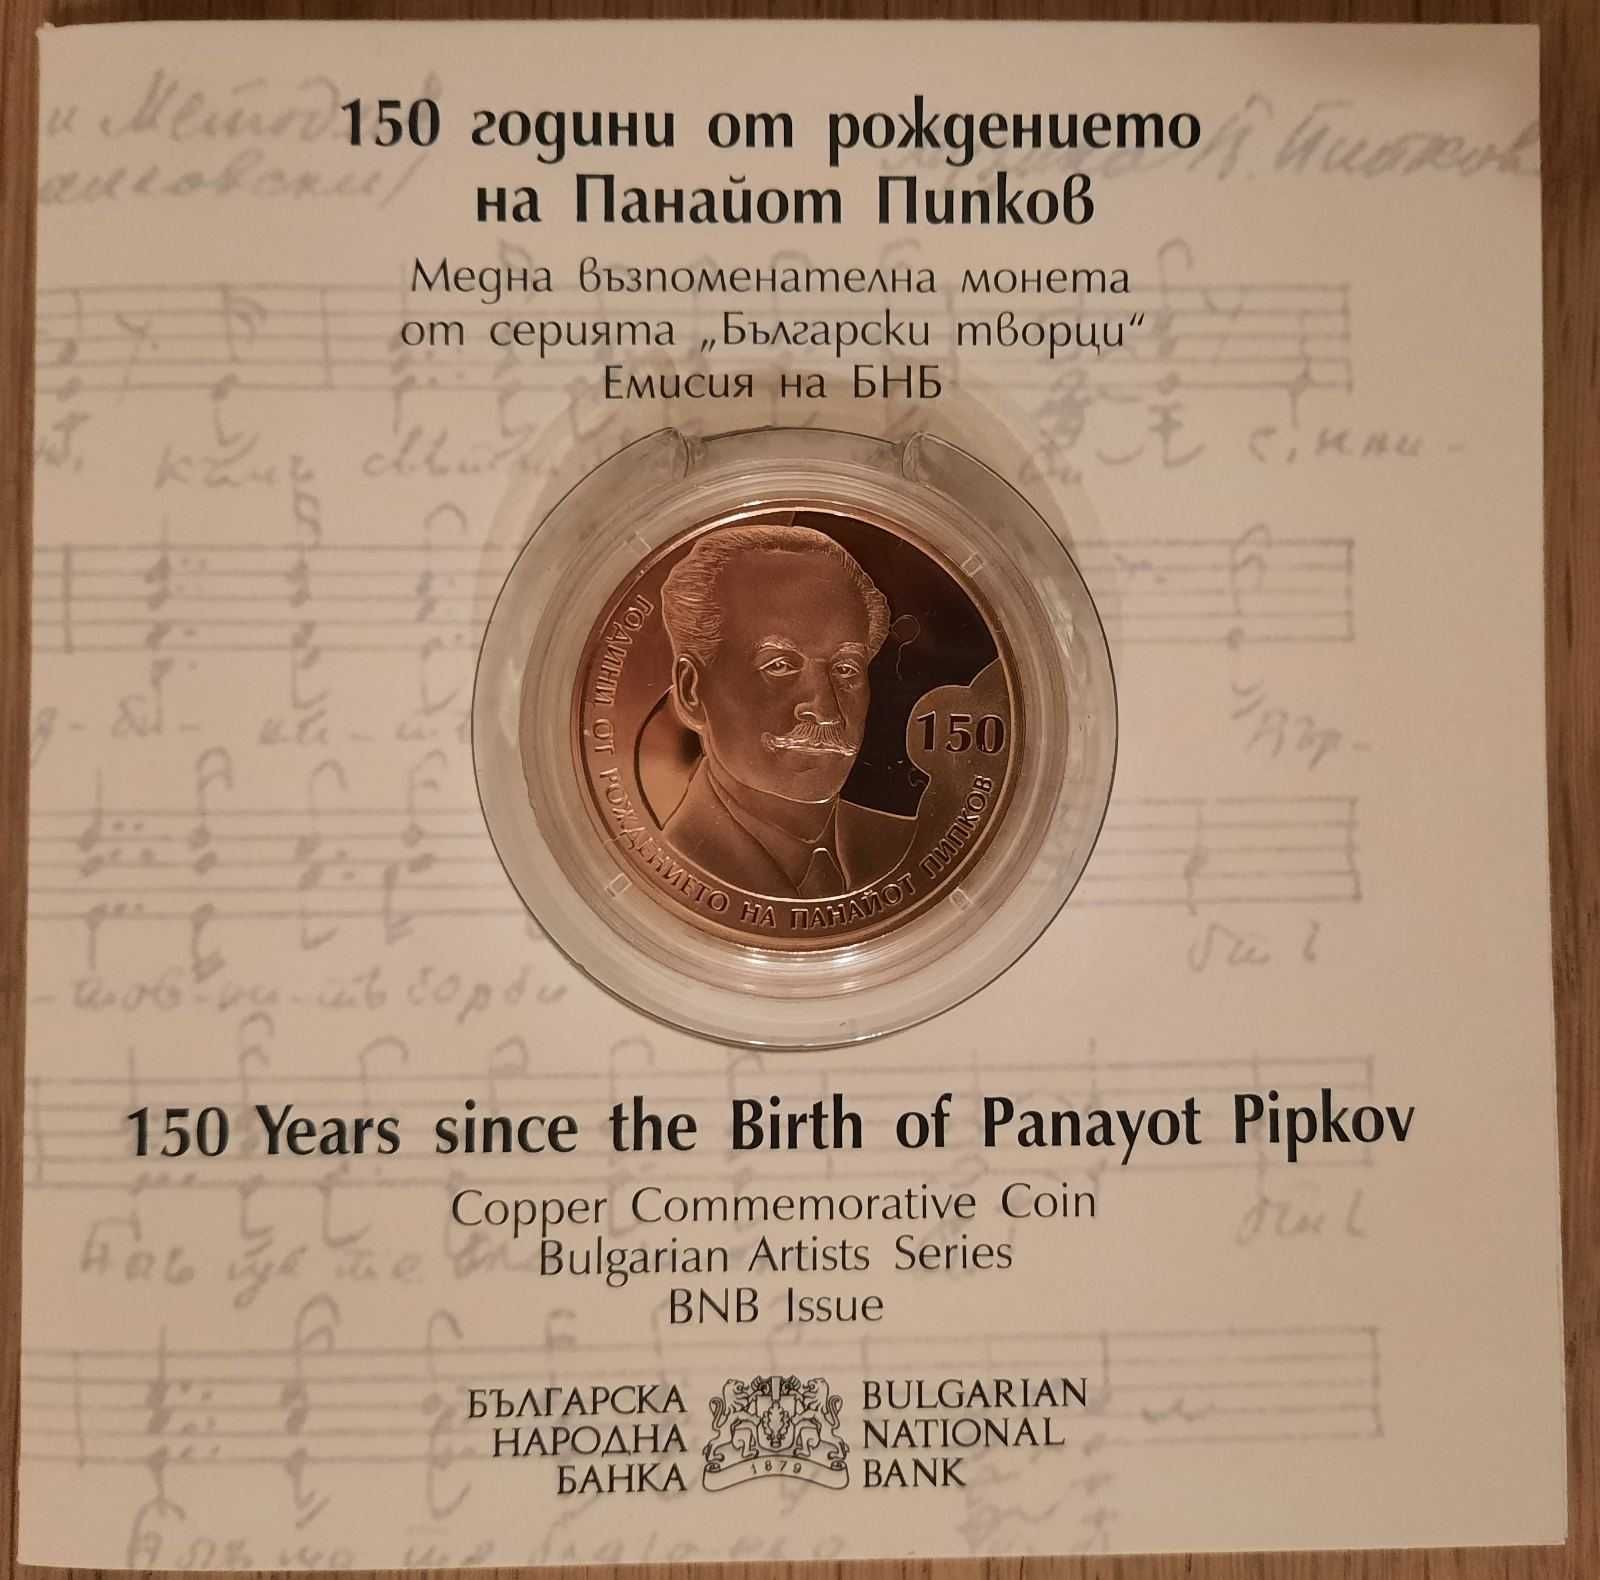 150 години от рождението
на Панайот Пипков
Медна възпоменателна монета
от серията „Български творци“
Емисия на БНБ
150
ГОДИНИ ОТ РОЖДЕНИЕТО НА ПАНАЙОТ ПИПКОВ
150 Years since the Birth of Panayot Pipkov
Copper Commemorative Coin
Bulgarian Artists Series
BNB Issue
БЪЛГАРСКА
НАРОДНА
БАНКА
1879
BULGARIAN
NATIONAL
BANK